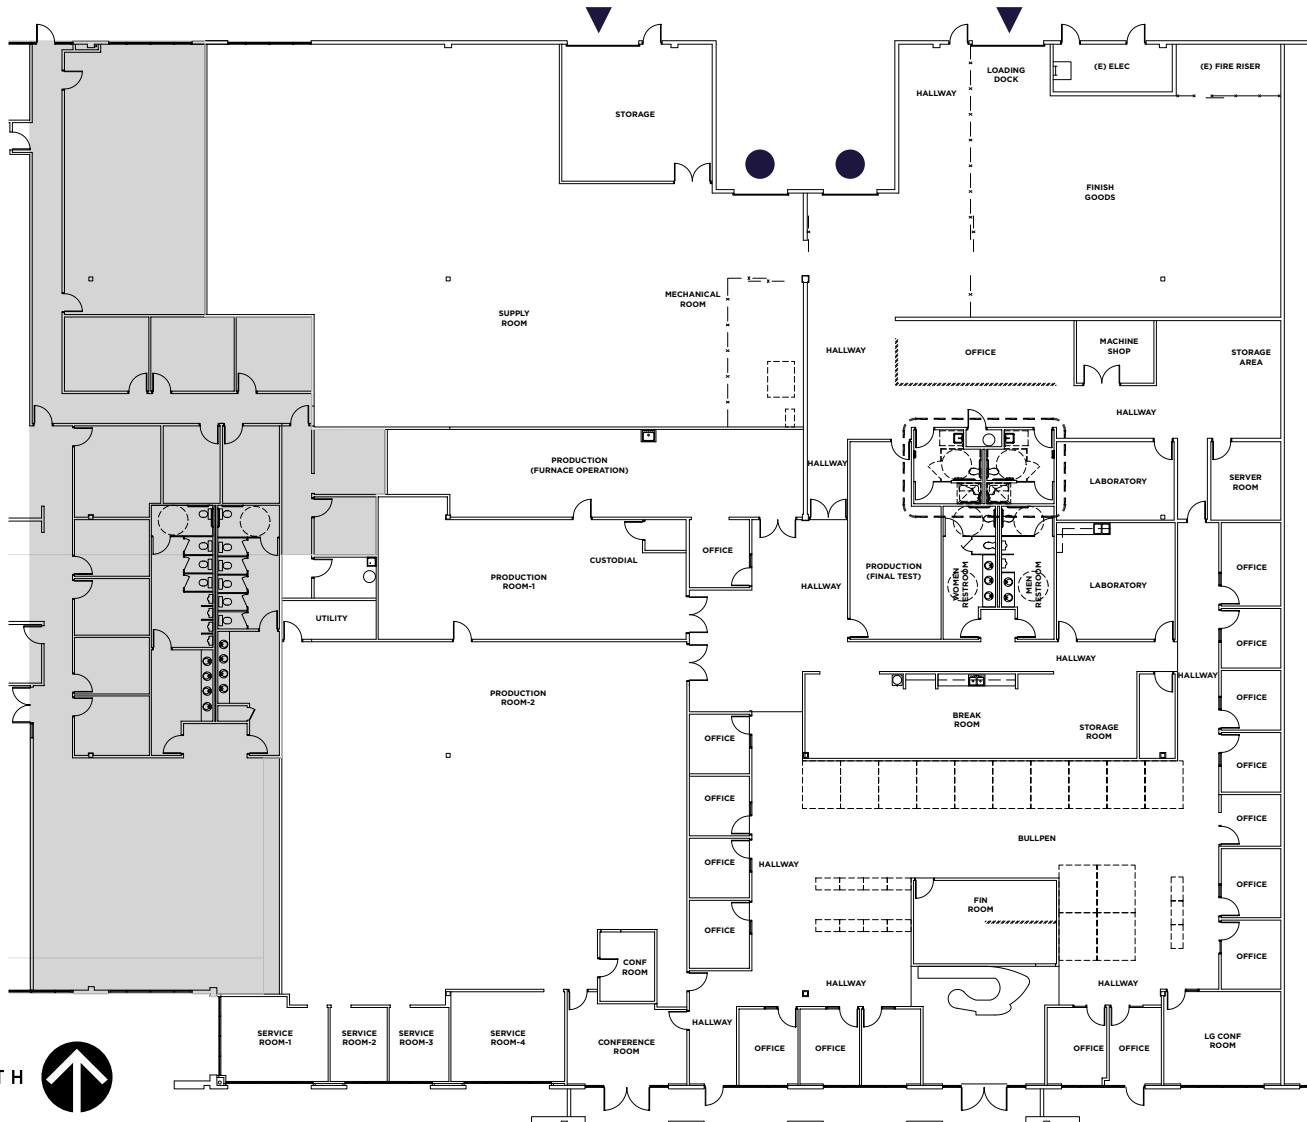 LOADING
DOCK
(E) ELEC
(E) FIRE RISER
HALLWAY
STORAGE
FINISH
GOODS
MECHANICAL
ROOM
SUPPLY
ROOM
HALLWAY
OFFICE
MACHINE
SHOP
STORAGE
AREA
HALLWAY
PRODUCTION
(FURNACE OPERATION)
HALLWAY
LABORATORY
SERVER
ROOM
OFFICE
CUSTODIAL
PRODUCTION
ROOM-1
HALLWAY
PRODUCTION
(FINAL TEST)
WOMEN
RESTROOM
MEN
RESTROOM
LABORATORY
OFFICE
UTILITY
OFFICE
HALLWAY
HALLWAY
PRODUCTION
ROOM-2
OFFICE
BREAK
ROOM
STORAGE
ROOM
OFFICE
OFFICE
OFFICE
OFFICE
BULLPEN
HALLWAY
OFFICE
OFFICE
FIN
ROOM
OFFICE
OFFICE
CONF
ROOM
HALLWAY
HALLWAY
HALLWAY
SERVICE
ROOM-1
SERVICE
ROOM-2
SERVICE
ROOM-3
SERVICE
ROOM-4
CONFERENCE
ROOM
OFFICE
OFFICE
OFFICE
OFFICE
LG CONF
ROOM
TH